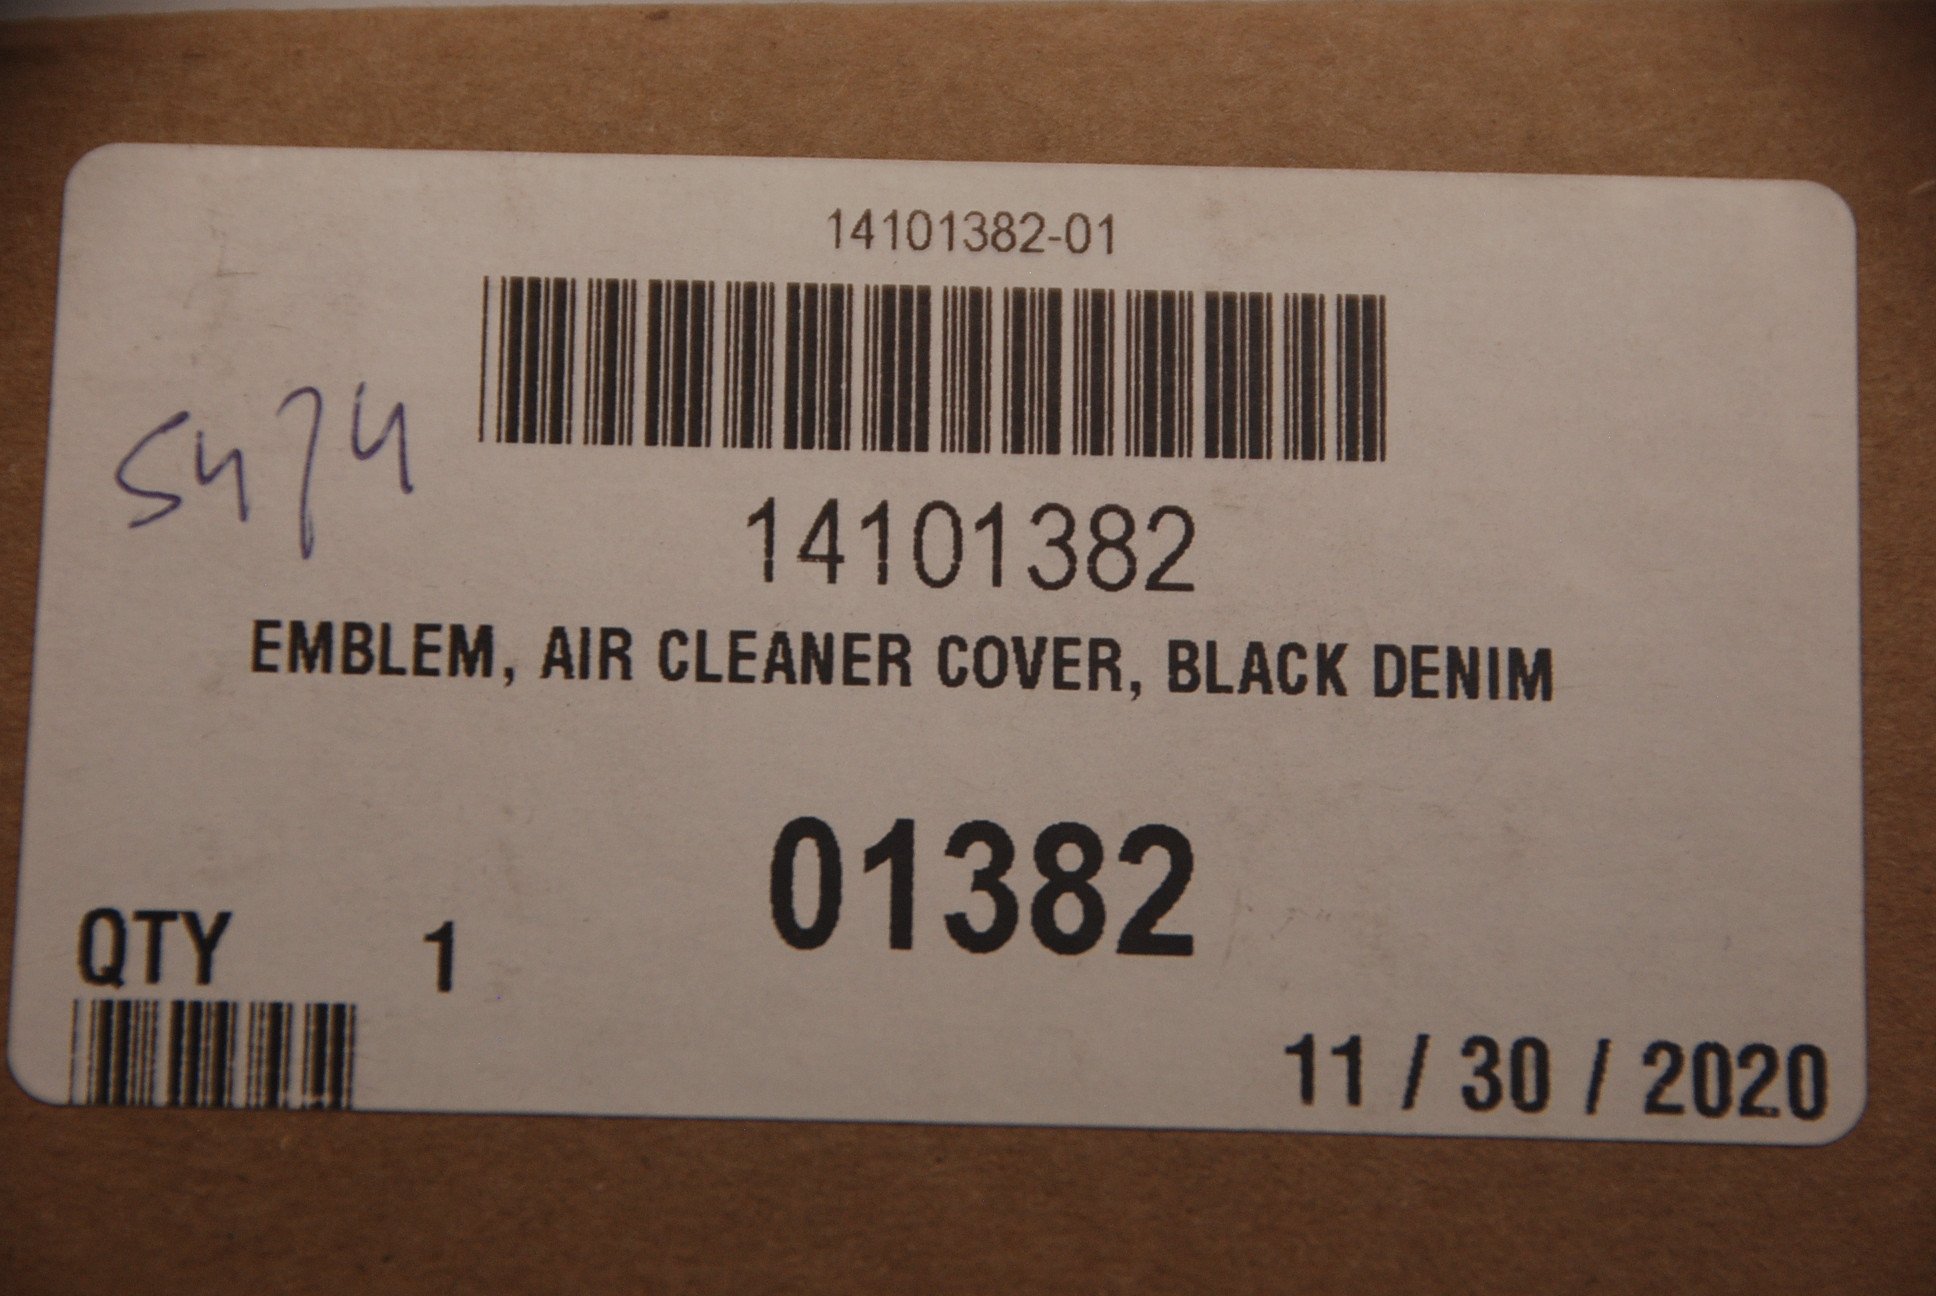 14101382-01
5474
14101382
EMBLEM, AIR CLEANER COVER, BLACK DENIM
01382
QTY 1
11 / 30 / 2020